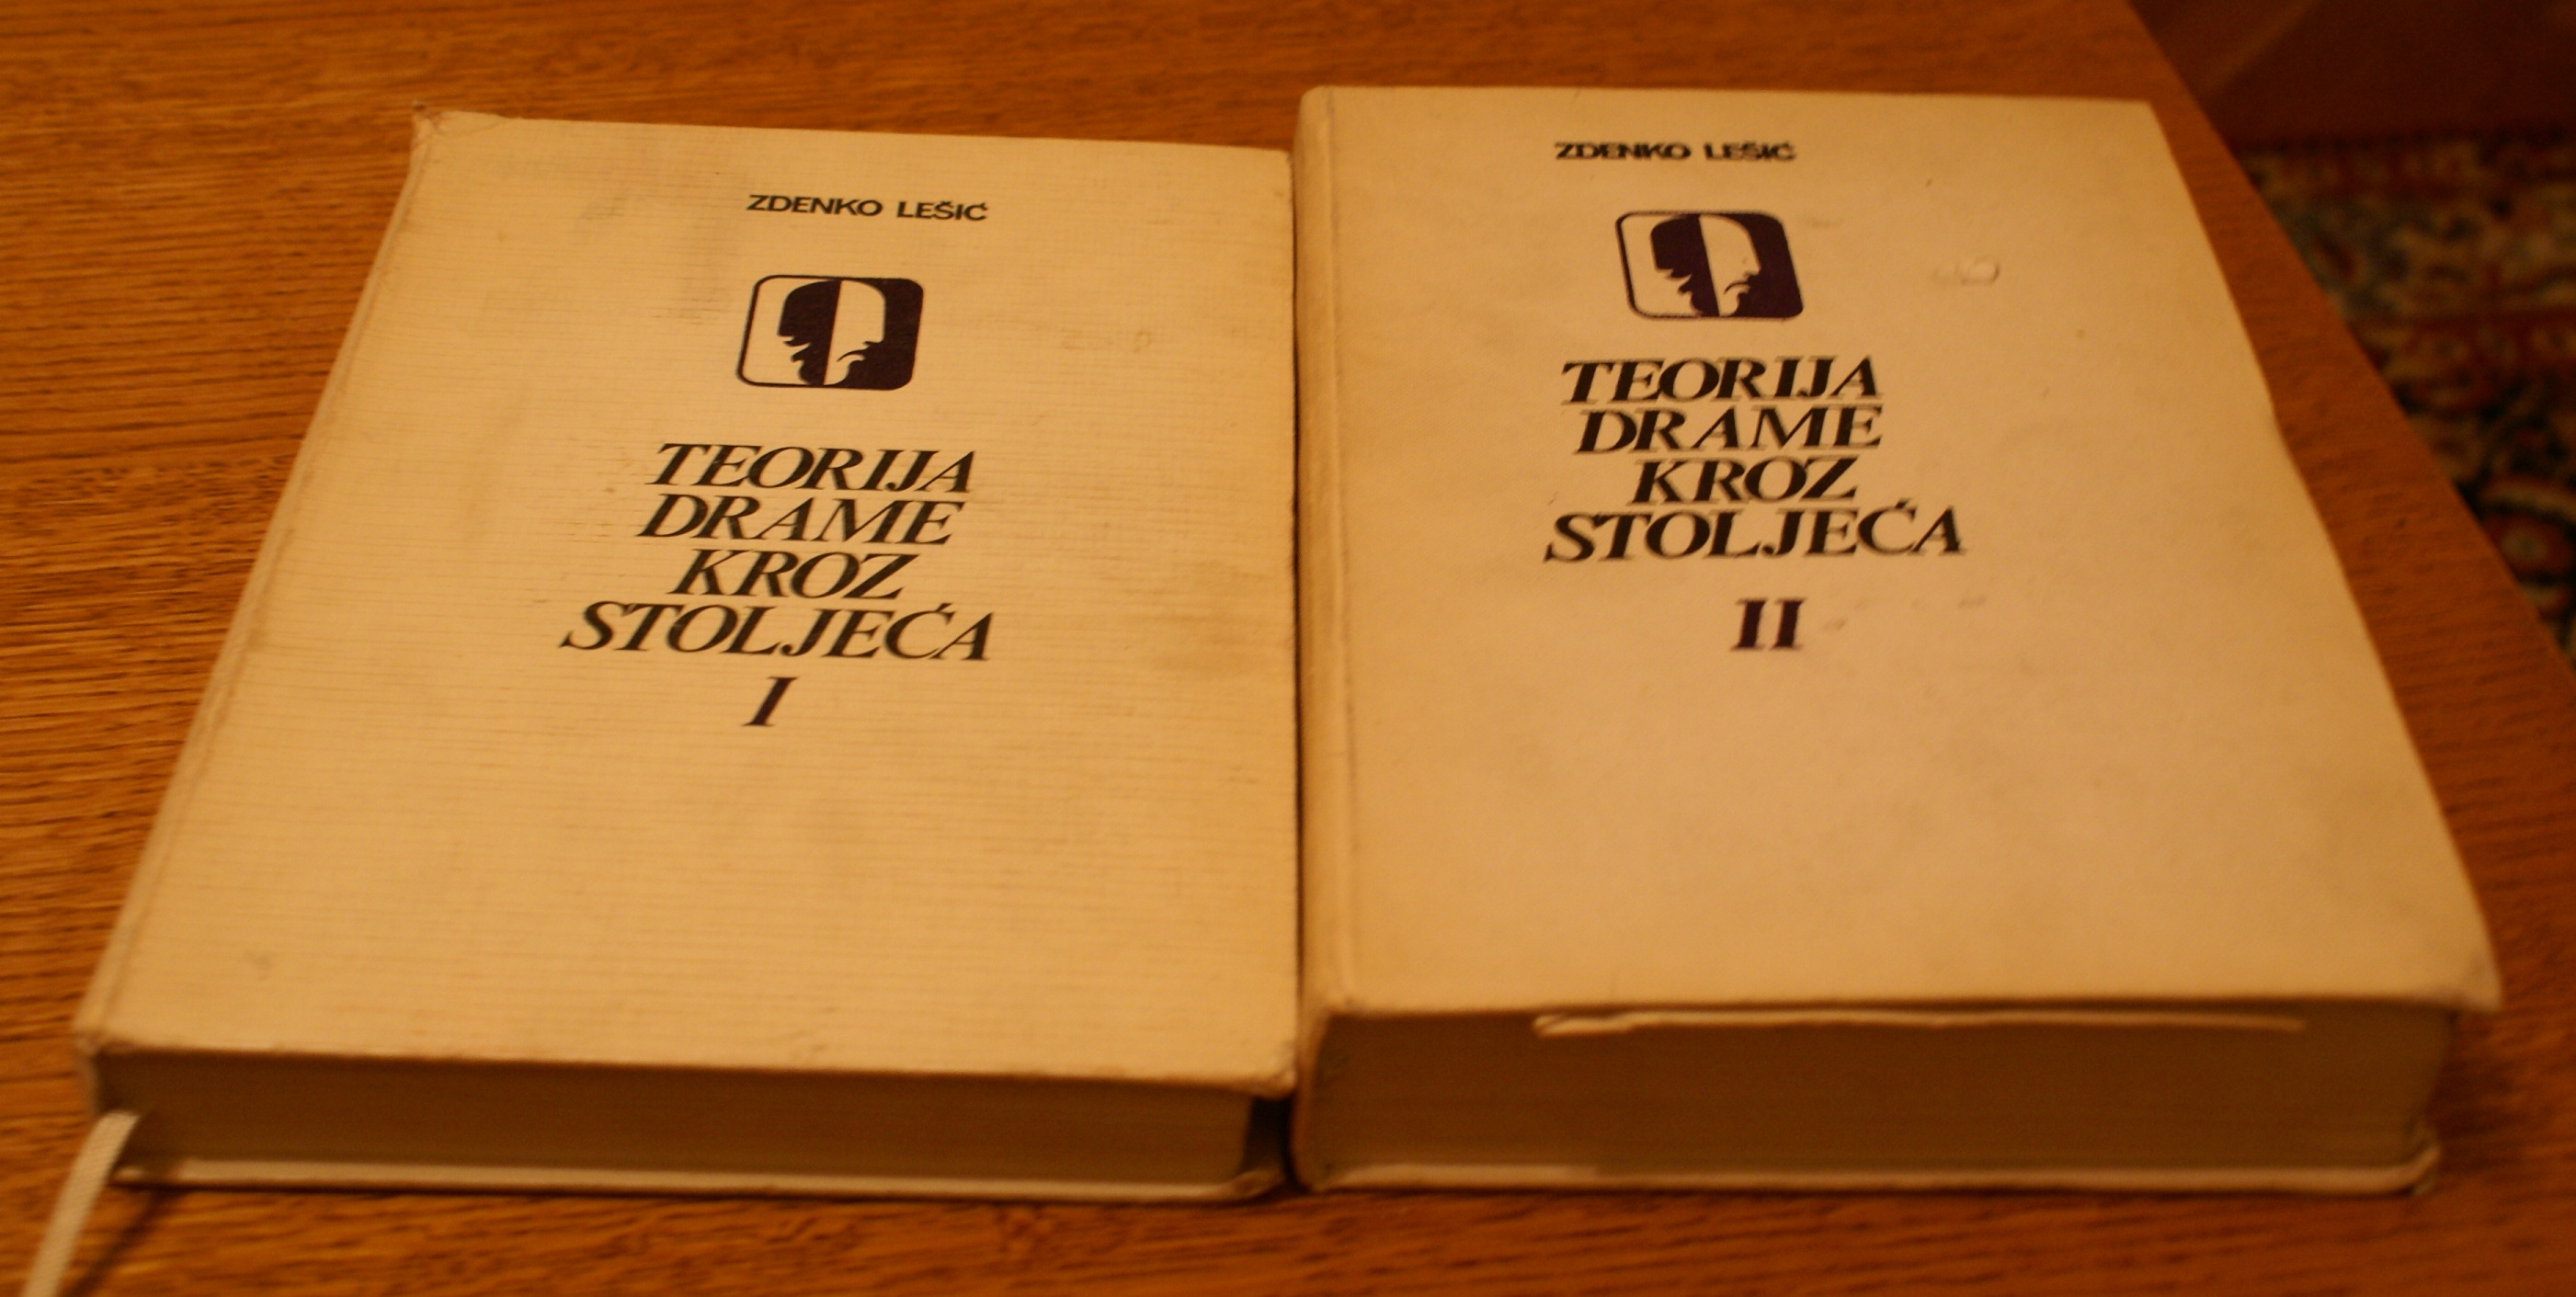 ZDENKO LEŠIĆ
TEORIJA
DRAME
KROZ
STOLJEĆA
I
ZDENKO LEŠIĆ
TEORIJA
DRAME
KROZ
STOLJEĆA
II